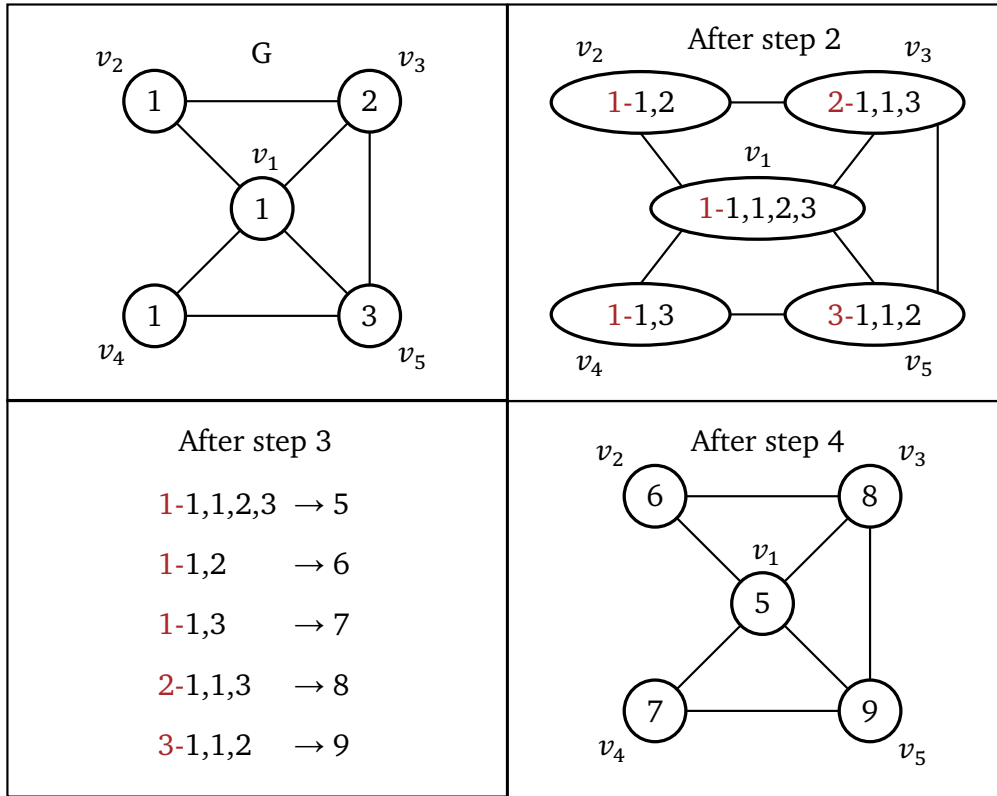 G
v₂
v₃
1
2
v₁
1
1
3
v₄
v₅
After step 2
v₂
v₃
1-1,2
2-1,1,3
v₁
1-1,1,2,3
1-1,3
3-1,1,2
v₄
v₅
After step 3
1-1,1,2,3 → 5
1-1,2 → 6
1-1,3 → 7
2-1,1,3 → 8
3-1,1,2 → 9
After step 4
v₂
v₃
6
8
v₁
5
7
9
v₄
v₅